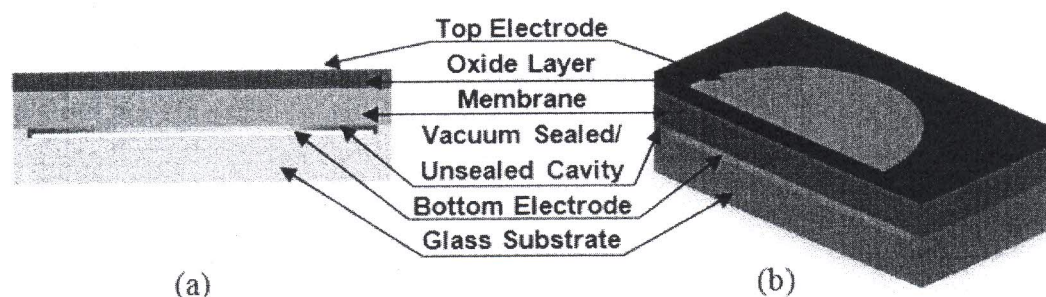 Top Electrode
Oxide Layer
Membrane
Vacuum Sealed/
Unsealed Cavity
Bottom Electrode
Glass Substrate
(a)
(b)